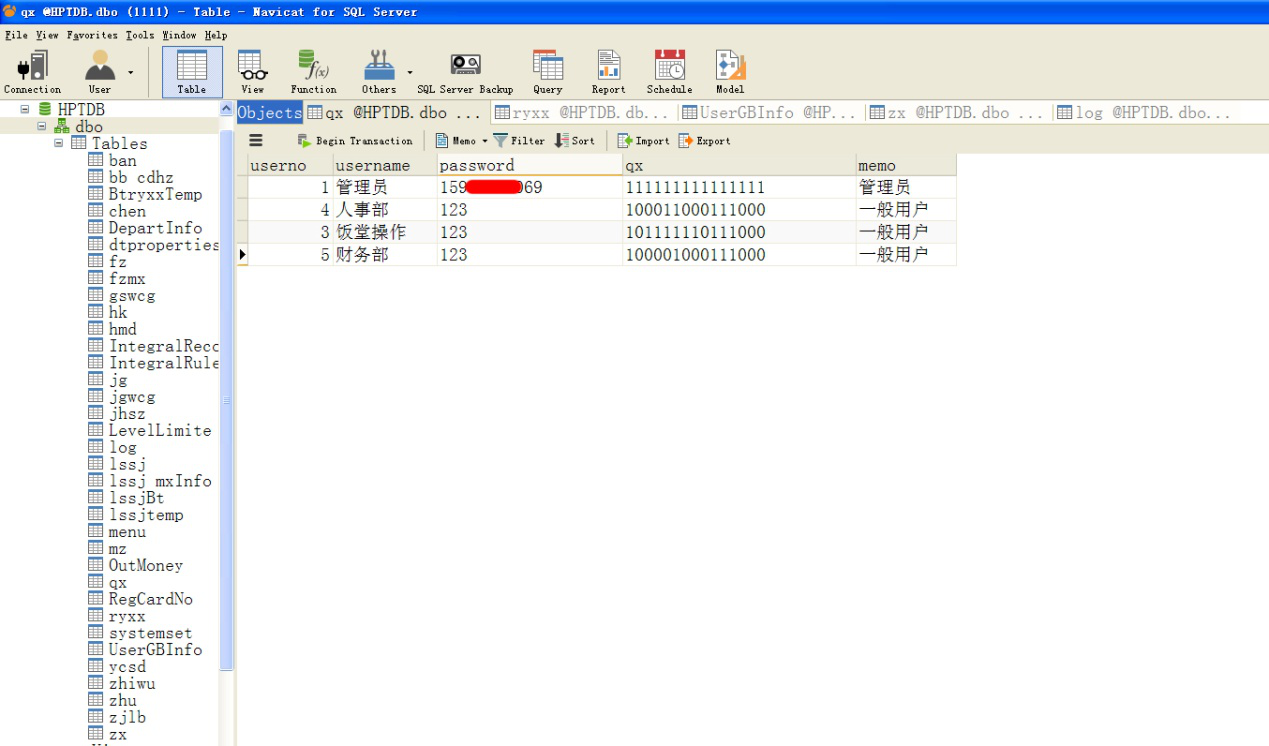 qx @HPTDB.dbo (1111) - Table - Navicat for SQL Server
File View Favorites Tools Window Help
Connection User Table View Function Others SQL Server Backup Query Report Schedule Model
HPTDB
dbo
Tables
ban
bb cdhz
BtryxxTemp
chen
DepartInfo
dtproperties
fz
fzmx
gswcg
hk
hmd
IntegralRecc
IntegralRule
jg
jgwcg
jhsz
LevelLimite
log
lssj
lssj mxInfo
lssjBt
lssjtemp
menu
mz
OutMoney
qx
RegCardNo
ryxx
systemset
UserGBInfo
ycsd
zhiwu
zhu
zjlb
zx
Objects qx @HPTDB.dbo ... ryxx @HPTDB.db... UserGBInfo @HP... zx @HPTDB.dbo ... log @HPTDB.dbo...
Begin Transaction Memo Filter Sort Import Export
userno username password qx memo
1 管理员 159 069 111111111111111 管理员
4 人事部 123 100011000111000 一般用户
3 饭堂操作 123 101111110111000 一般用户
5 财务部 123 100001000111000 一般用户